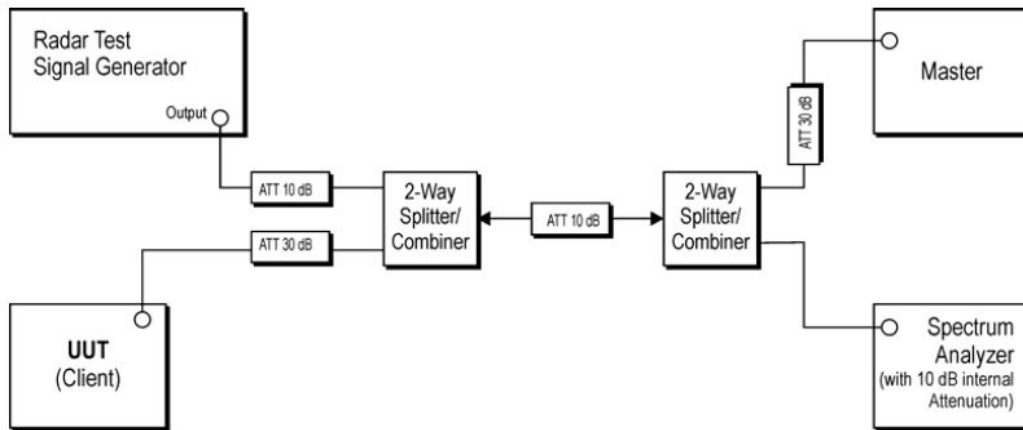 Radar Test
Signal Generator
Output
ATT 10 dB
ATT 30 dB
UUT
(Client)
2-Way
Splitter/
Combiner
ATT 10 dB
2-Way
Splitter/
Combiner
ATT 30 dB
Master
Spectrum
Analyzer
(with 10 dB internal
Attenuation)